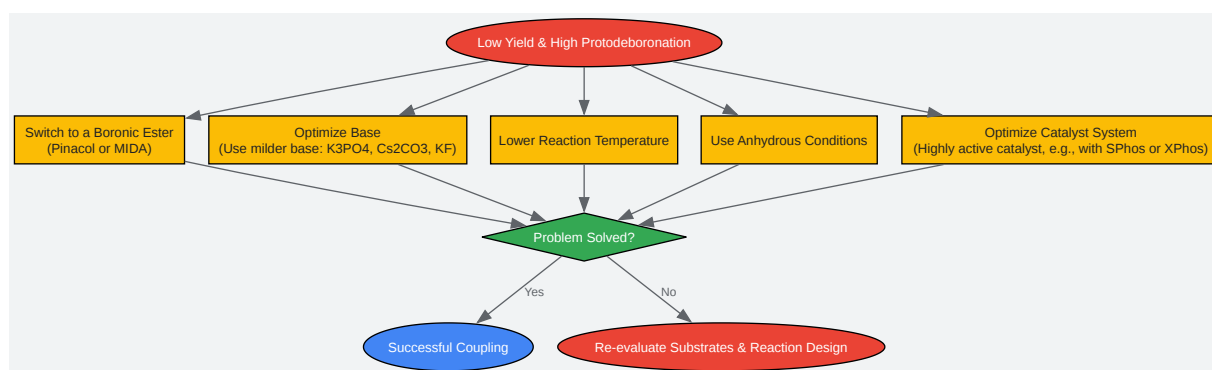 Low Yield & High Protodeboronation
Switch to a Boronic Ester
(Pinacol or MIDA)
Optimize Base
(Use milder base: K3PO4, Cs2CO3, KF)
Lower Reaction Temperature
Use Anhydrous Conditions
Optimize Catalyst System
(Highly active catalyst, e.g., with SPhos or XPhos)
Problem Solved?
Yes
No
Successful Coupling
Re-evaluate Substrates & Reaction Design